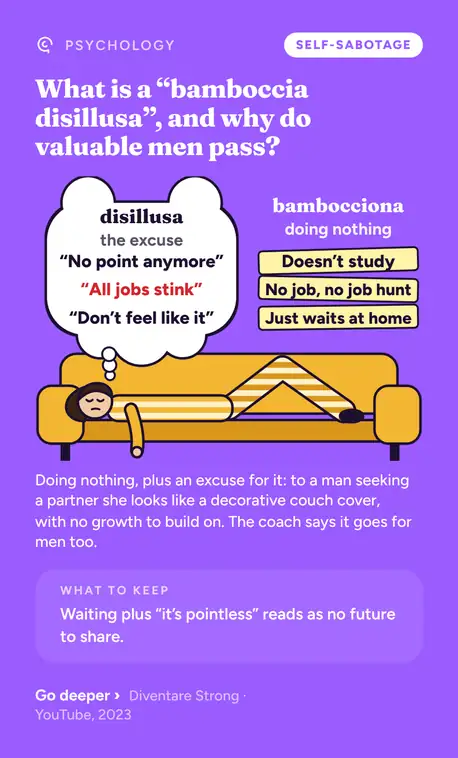 PSYCHOLOGY
SELF-SABOTAGE
What is a “bamboccia
disillusa”, and why do
valuable men pass?
disillusa
the excuse
“No point anymore”
“All jobs stink”
“Don’t feel like it”
bambocciona
doing nothing
Doesn’t study
No job, no job hunt
Just waits at home
Doing nothing, plus an excuse for it: to a man seeking
a partner she looks like a decorative couch cover,
with no growth to build on. The coach says it goes for
men too.
WHAT TO KEEP
Waiting plus “it’s pointless” reads as no future
to share.
Go deeper › Diventare Strong ·
YouTube, 2023